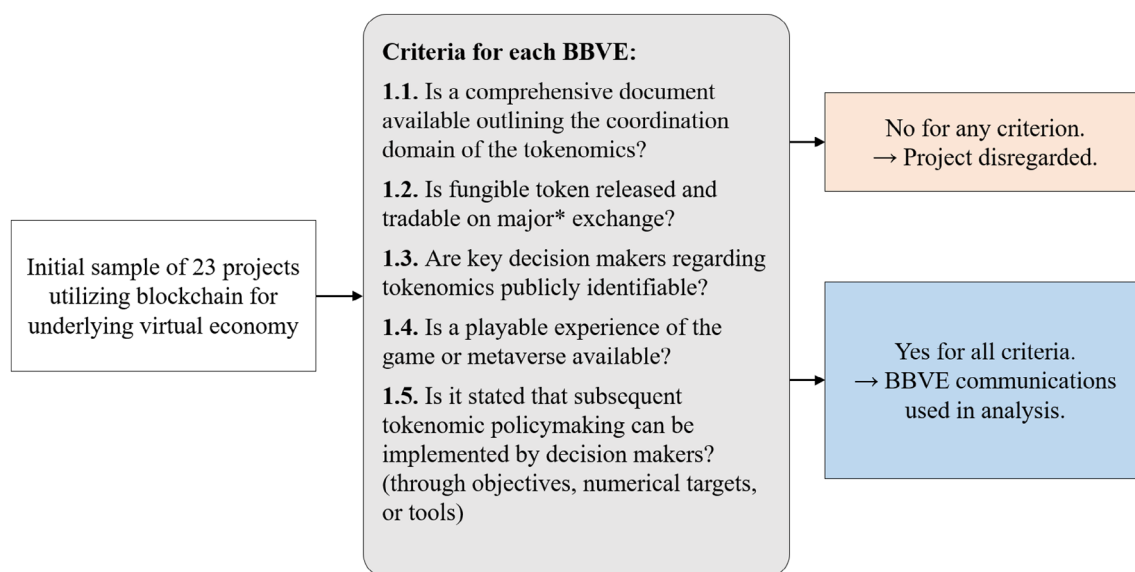 Initial sample of 23 projects
utilizing blockchain for
underlying virtual economy
Criteria for each BBVE:
1.1. Is a comprehensive document
available outlining the coordination
domain of the tokenomics?
1.2. Is fungible token released and
tradable on major* exchange?
1.3. Are key decision makers regarding
tokenomics publicly identifiable?
1.4. Is a playable experience of the
game or metaverse available?
1.5. Is it stated that subsequent
tokenomic policymaking can be
implemented by decision makers?
(through objectives, numerical targets,
or tools)
No for any criterion.
→ Project disregarded.
Yes for all criteria.
→ BBVE communications
used in analysis.